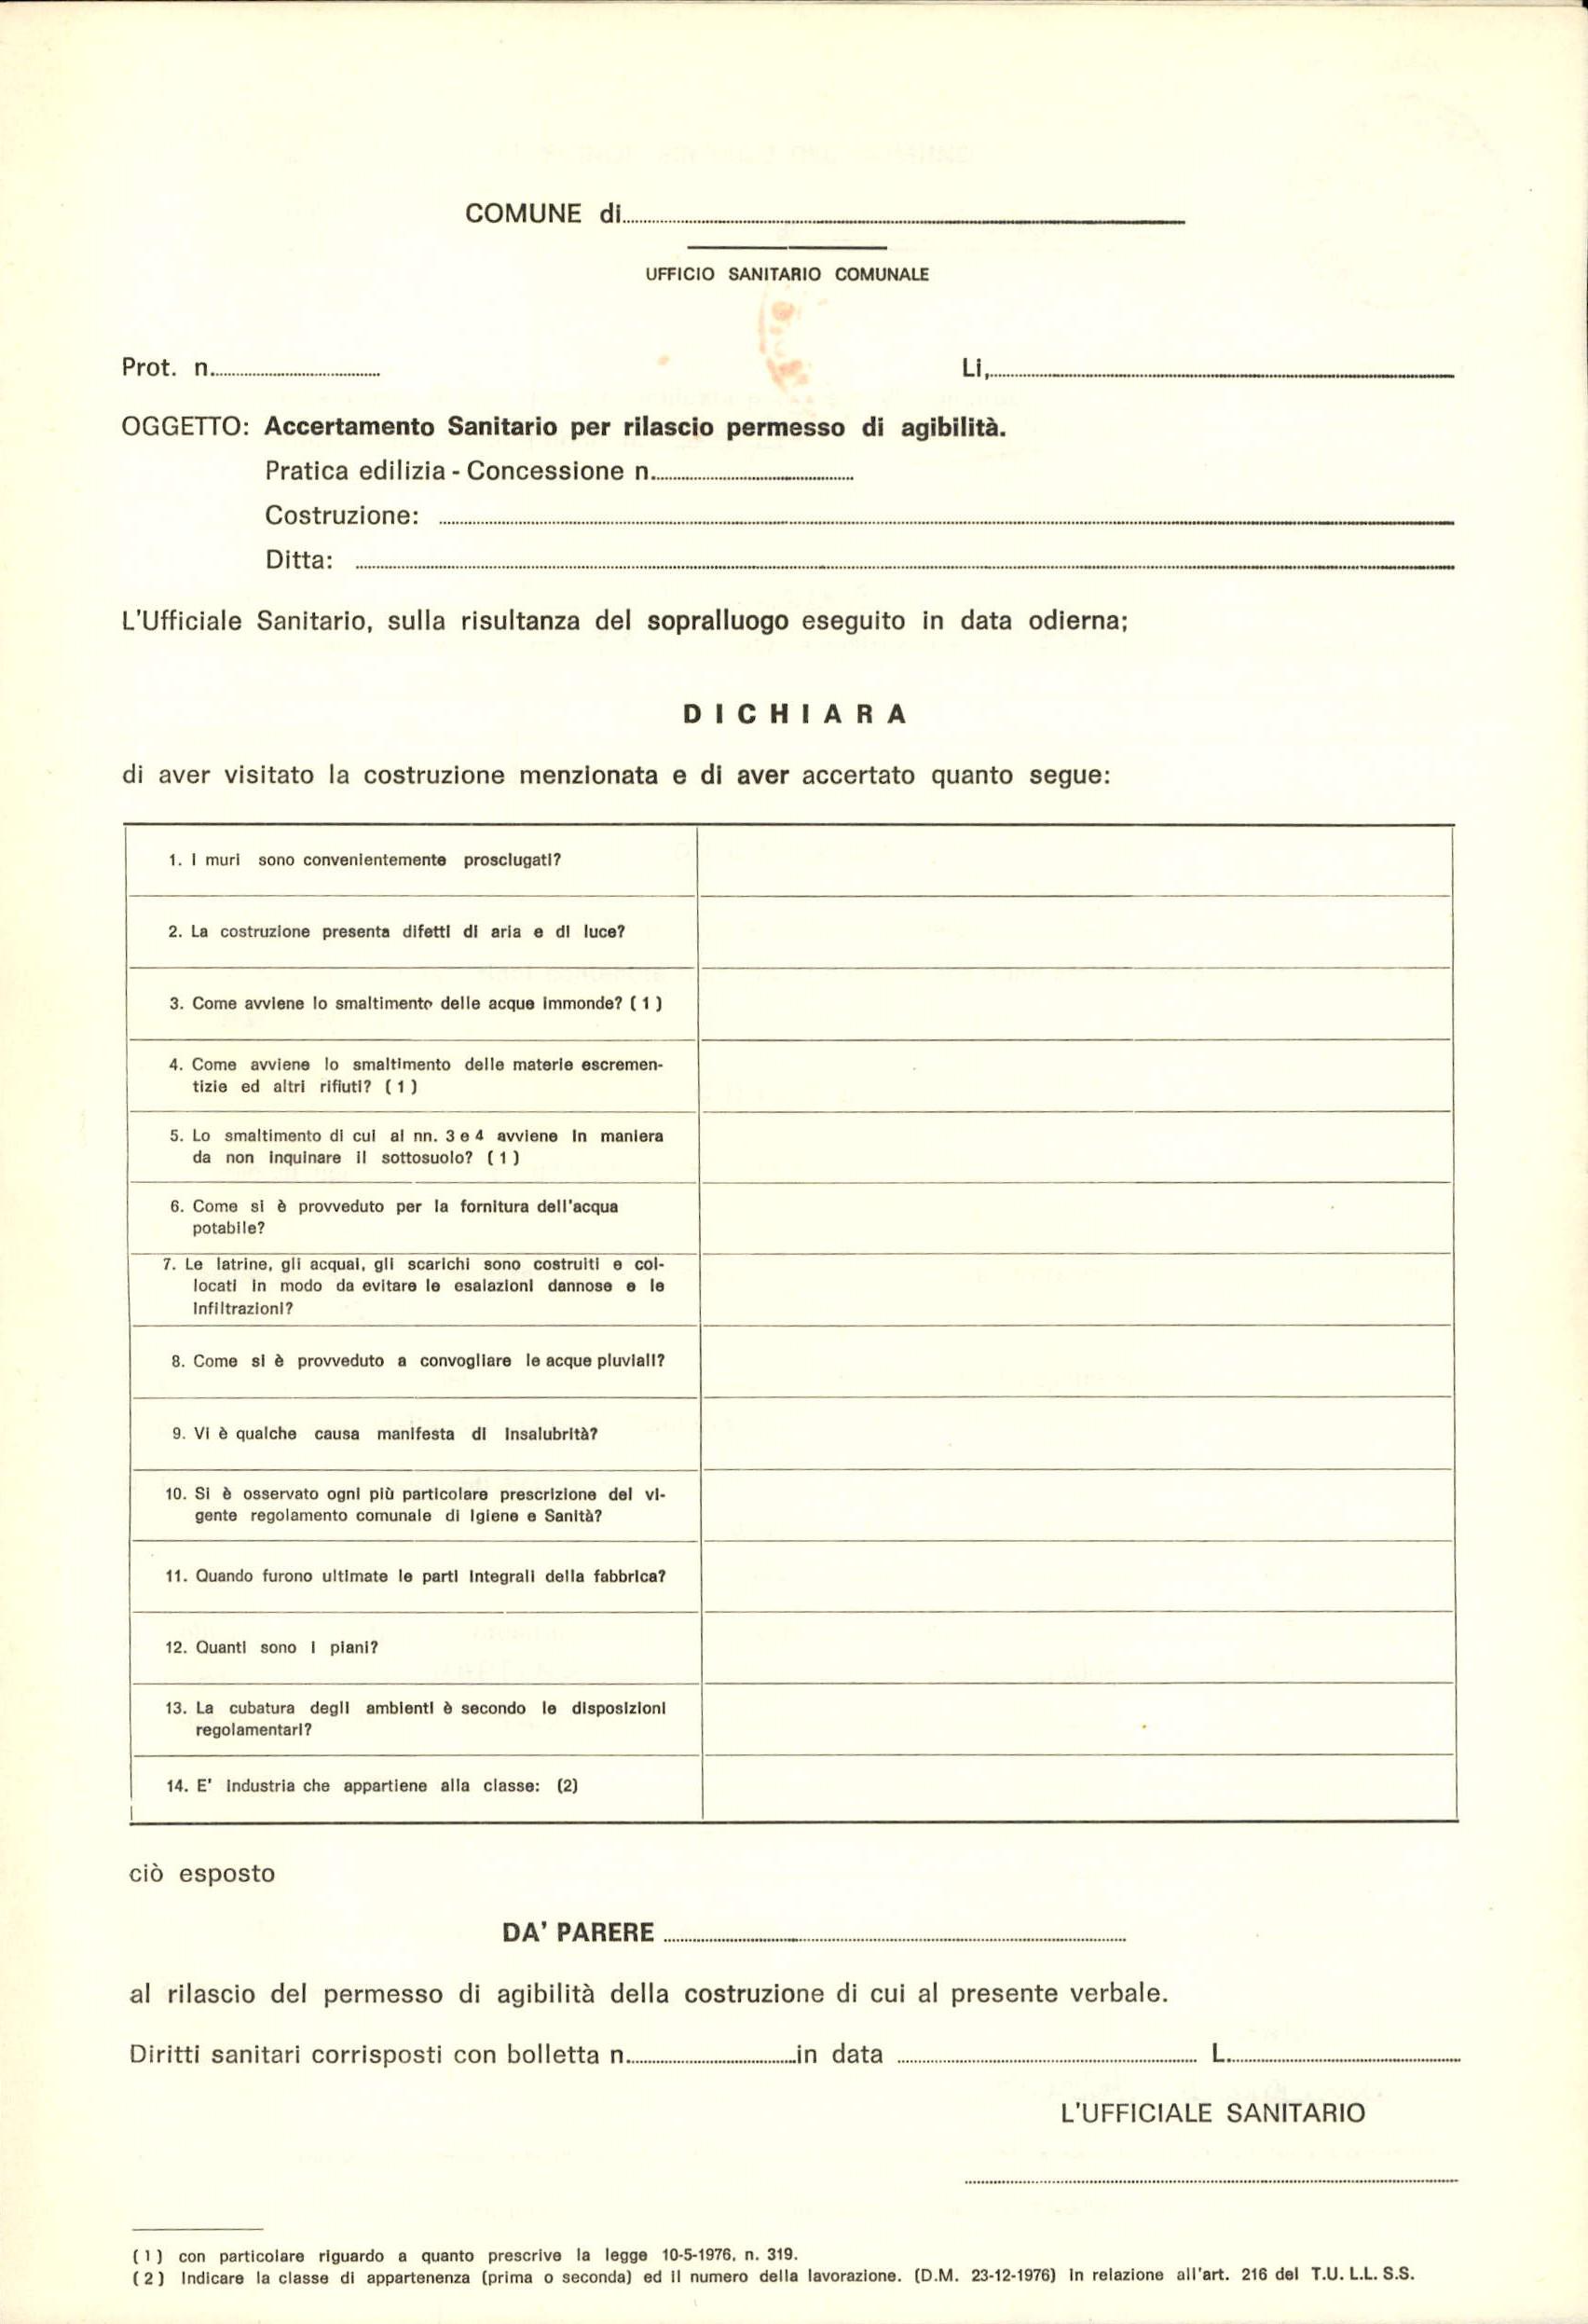 COMUNE di
UFFICIO SANITARIO COMUNALE
Prot. n.
Li,
OGGETTO: Accertamento Sanitario per rilascio permesso di agibilità.
Pratica edilizia - Concessione n.
Costruzione:
Ditta:
L'Ufficiale Sanitario, sulla risultanza del sopralluogo eseguito in data odierna;
DICHIARA
di aver visitato la costruzione menzionata e di aver accertato quanto segue:
1. I muri sono convenientemente prosciugati?
2. La costruzione presenta difetti di aria e di luce?
3. Come avviene lo smaltimento delle acque immonde? (1)
4. Come avviene lo smaltimento delle materie escremen-
tizie ed altri rifiuti? (1)
5. Lo smaltimento di cui ai nn. 3 e 4 avviene in maniera
da non inquinare il sottosuolo? (1)
6. Come si è provveduto per la fornitura dell'acqua
potabile?
7. Le latrine, gli acquai, gli scarichi sono costruiti e col-
locati in modo da evitare le esalazioni dannose e le
infiltrazioni?
8. Come si è provveduto a convogliare le acque pluviali?
9. Vi è qualche causa manifesta di insalubrità?
10. Si è osservato ogni più particolare prescrizione del vi-
gente regolamento comunale di Igiene e Sanità?
11. Quando furono ultimate le parti integrali della fabbrica?
12. Quanti sono i piani?
13. La cubatura degli ambienti è secondo le disposizioni
regolamentari?
14. E' industria che appartiene alla classe: (2)
ciò esposto
DA' PARERE
al rilascio del permesso di agibilità della costruzione di cui al presente verbale.
Diritti sanitari corrisposti con bolletta n. in data L.
L'UFFICIALE SANITARIO
(1) con particolare riguardo a quanto prescrive la legge 10-5-1976, n. 319.
(2) Indicare la classe di appartenenza (prima o seconda) ed il numero della lavorazione. (D.M. 23-12-1976) in relazione all'art. 216 del T.U. L.L. S.S.